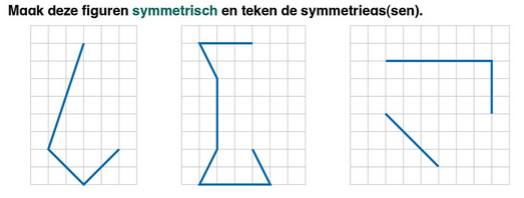 Maak deze figuren symmetrisch en teken de symmetrieas(sen).